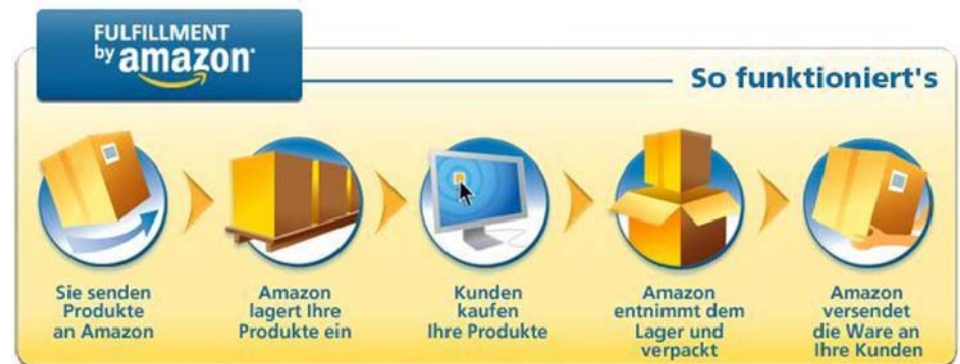 FULFILLMENT
by amazon
So funktioniert's
Sie senden
Produkte
an Amazon
Amazon
lagert Ihre
Produkte ein
Kunden
kaufen
Ihre Produkte
Amazon
entnimmt dem
Lager und
verpackt
Amazon
versendet
die Ware an
Ihre Kunden